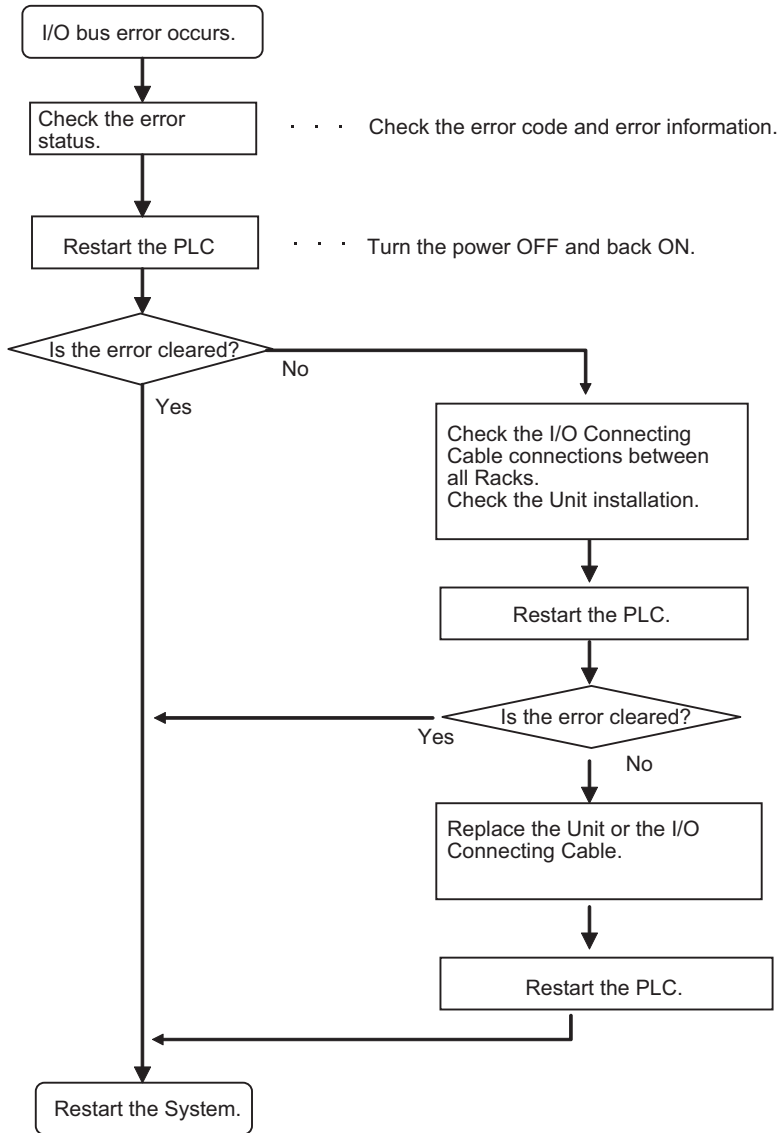 I/O bus error occurs.
Check the error
status.
· · · Check the error code and error information.
Restart the PLC
· · · Turn the power OFF and back ON.
Is the error cleared?
No
Yes
Check the I/O Connecting
Cable connections between
all Racks.
Check the Unit installation.
Restart the PLC.
Is the error cleared?
Yes
No
Replace the Unit or the I/O
Connecting Cable.
Restart the PLC.
Restart the System.